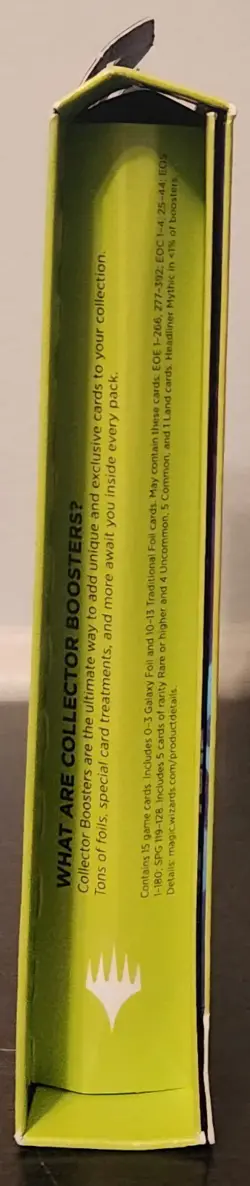 WHAT ARE COLLECTOR BOOSTERS?
Collector Boosters are the ultimate way to add unique and exclusive cards to your collection.
Tons of foils, special card treatments, and more await you inside every pack.
Contains 15 game cards. Includes 0–3 Galaxy Foil and 10–13 Traditional Foil cards. May contain these cards: EOE 1–266, 277–392; EOC 1–4, 25–44; EOS
1–180; SPG 119–128. Includes 5 cards of rarity Rare or higher and 4 Uncommon, 5 Common, and 1 Land cards. Headliner Mythic in <1% of boosters.
Details: magic.wizards.com/productdetails.